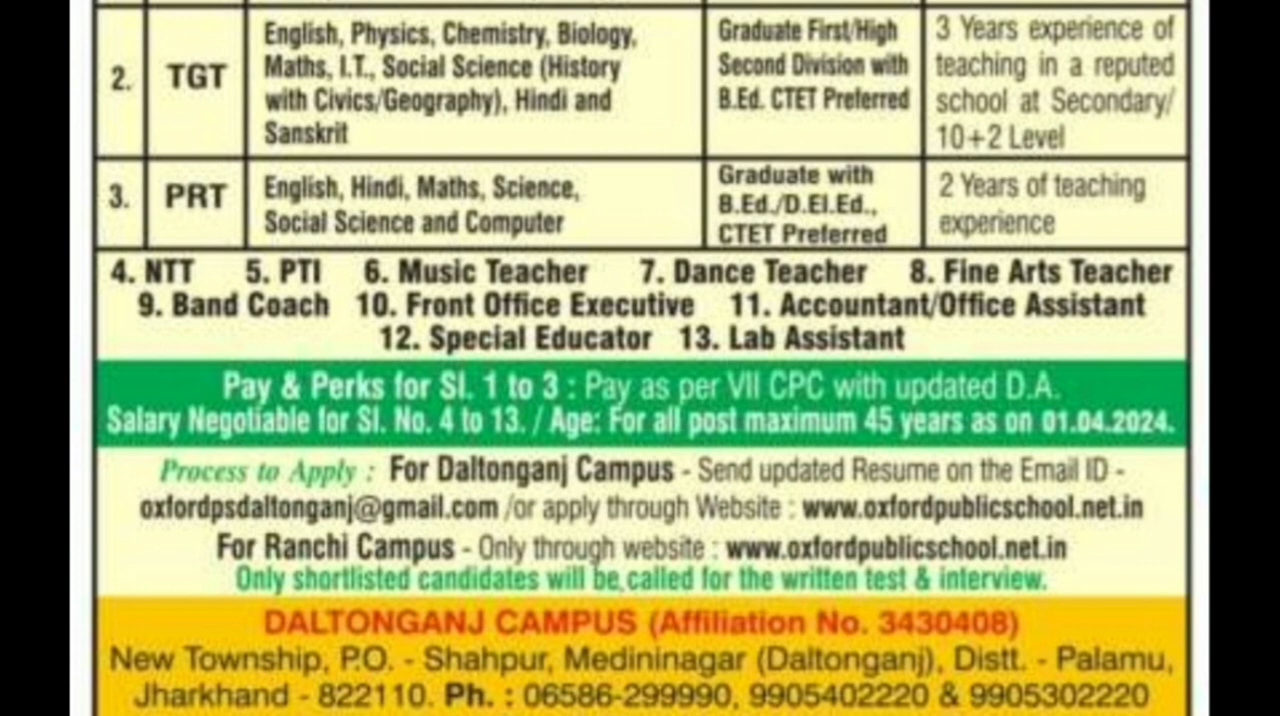 2. TGT English, Physics, Chemistry, Biology, Graduate First/High 3 Years experience of
Maths, I.T., Social Science (History Second Division with teaching in a reputed
with Civics/Geography), Hindi and B.Ed. CTET Preferred school at Secondary/
Sanskrit 10+2 Level
3. PRT English, Hindi, Maths, Science, Graduate with 2 Years of teaching
Social Science and Computer B.Ed./D.El.Ed., experience
CTET Preferred
4. NTT 5. PTI 6. Music Teacher 7. Dance Teacher 8. Fine Arts Teacher
9. Band Coach 10. Front Office Executive 11. Accountant/Office Assistant
12. Special Educator 13. Lab Assistant
Pay & Perks for Sl. 1 to 3 : Pay as per VII CPC with updated D.A.
Salary Negotiable for Sl. No. 4 to 13. / Age: For all post maximum 45 years as on 01.04.2024.
Process to Apply : For Daltonganj Campus - Send updated Resume on the Email ID -
oxfordpsdaltonganj@gmail.com /or apply through Website : www.oxfordpublicschool.net.in
For Ranchi Campus - Only through website : www.oxfordpublicschool.net.in
Only shortlisted candidates will be called for the written test & interview.
DALTONGANJ CAMPUS (Affiliation No. 3430408)
New Township, P.O. - Shahpur, Medininagar (Daltonganj), Distt. - Palamu,
Jharkhand - 822110. Ph. : 06586-299990, 9905402220 & 9905302220